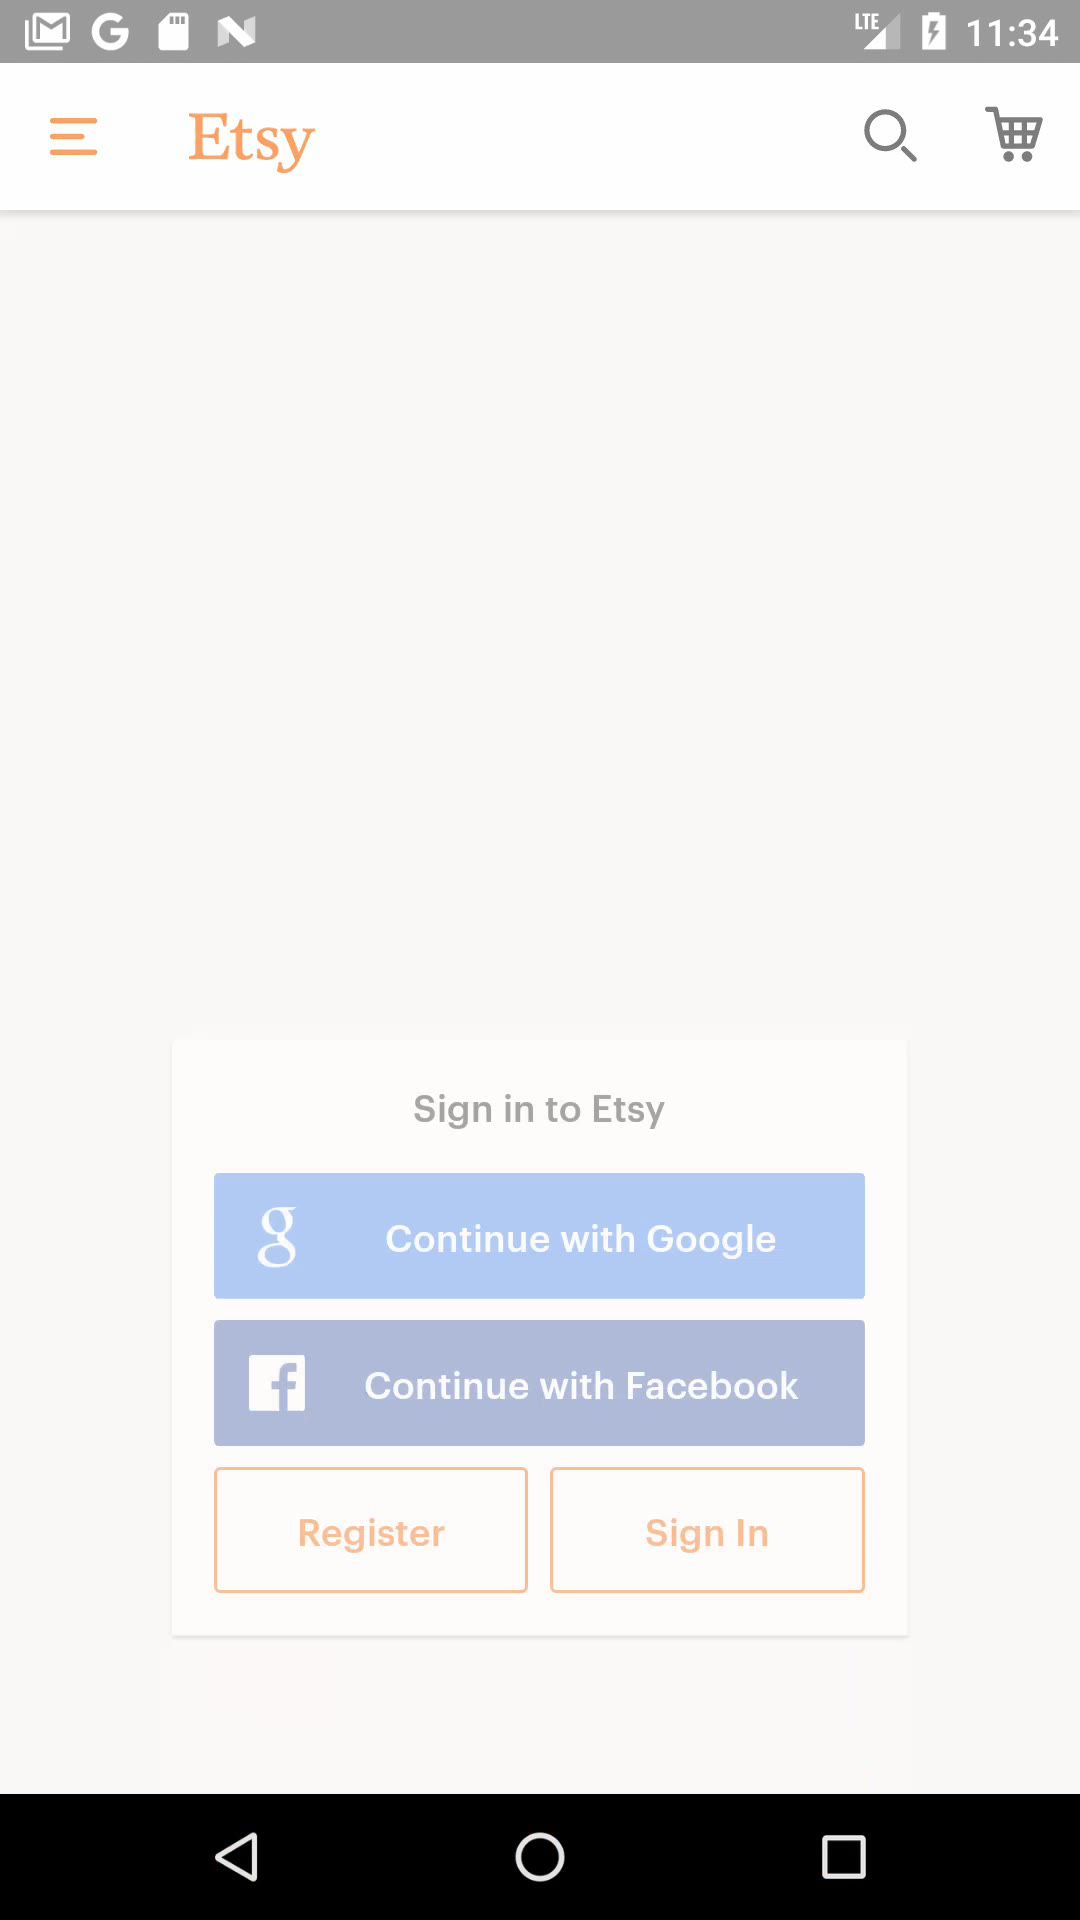 LTE 11:34
Etsy
Sign in to Etsy
Continue with Google
Continue with Facebook
Register Sign In